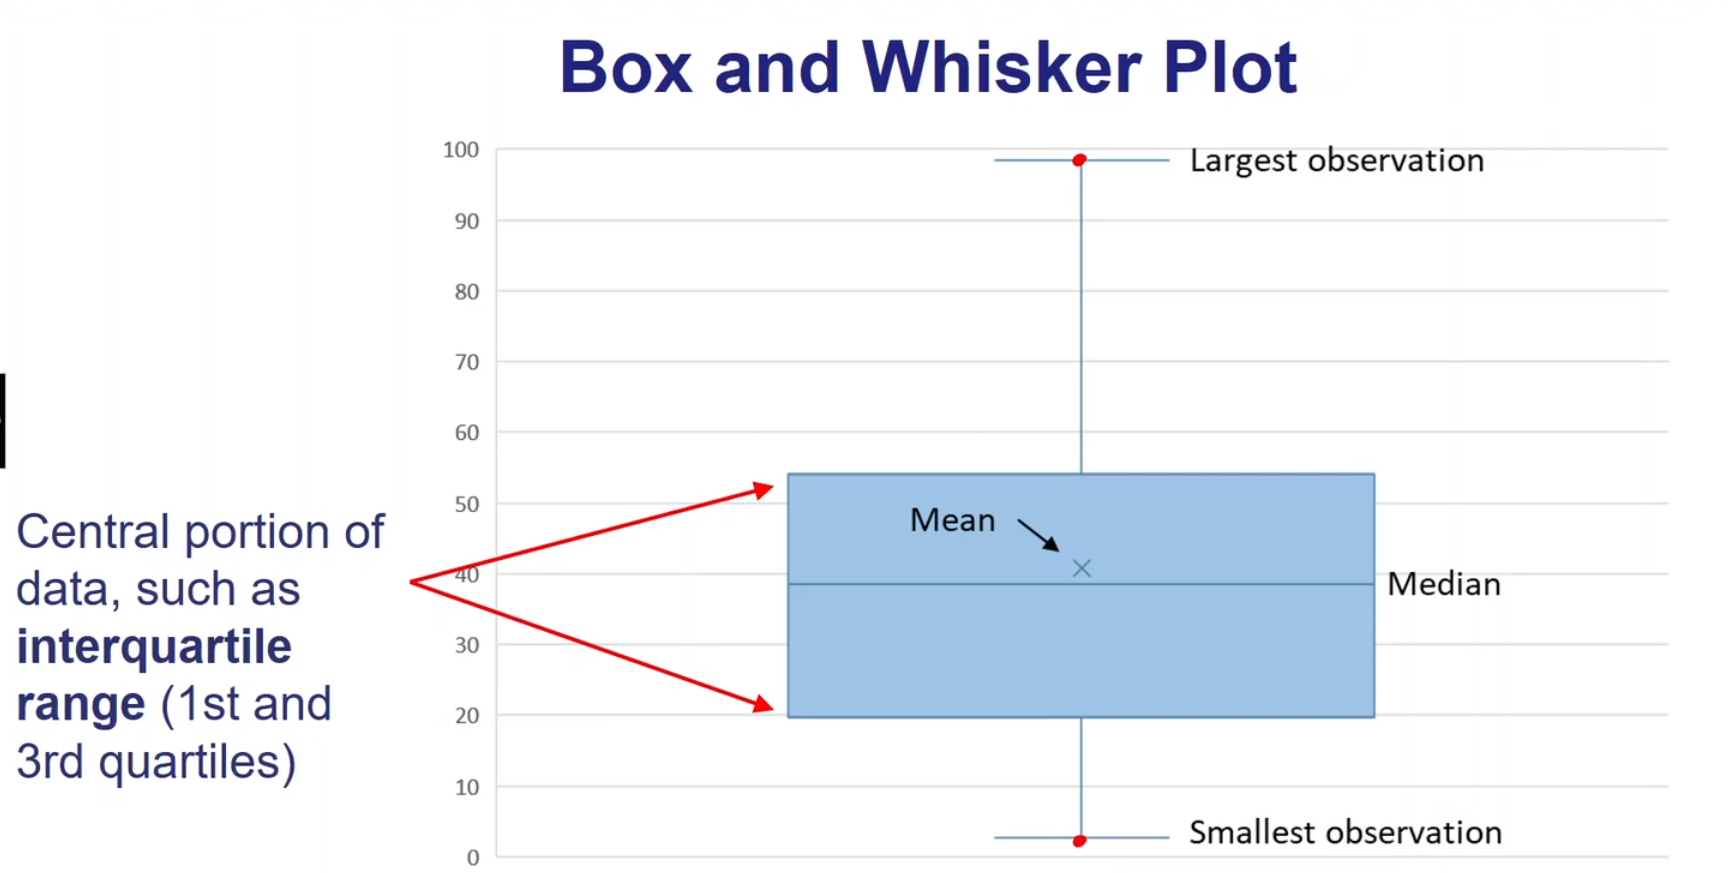 Box and Whisker Plot
100
Largest observation
90
80
70
60
50
Mean
40
Median
30
20
10
Smallest observation
0
Central portion of
data, such as
interquartile
range (1st and
3rd quartiles)